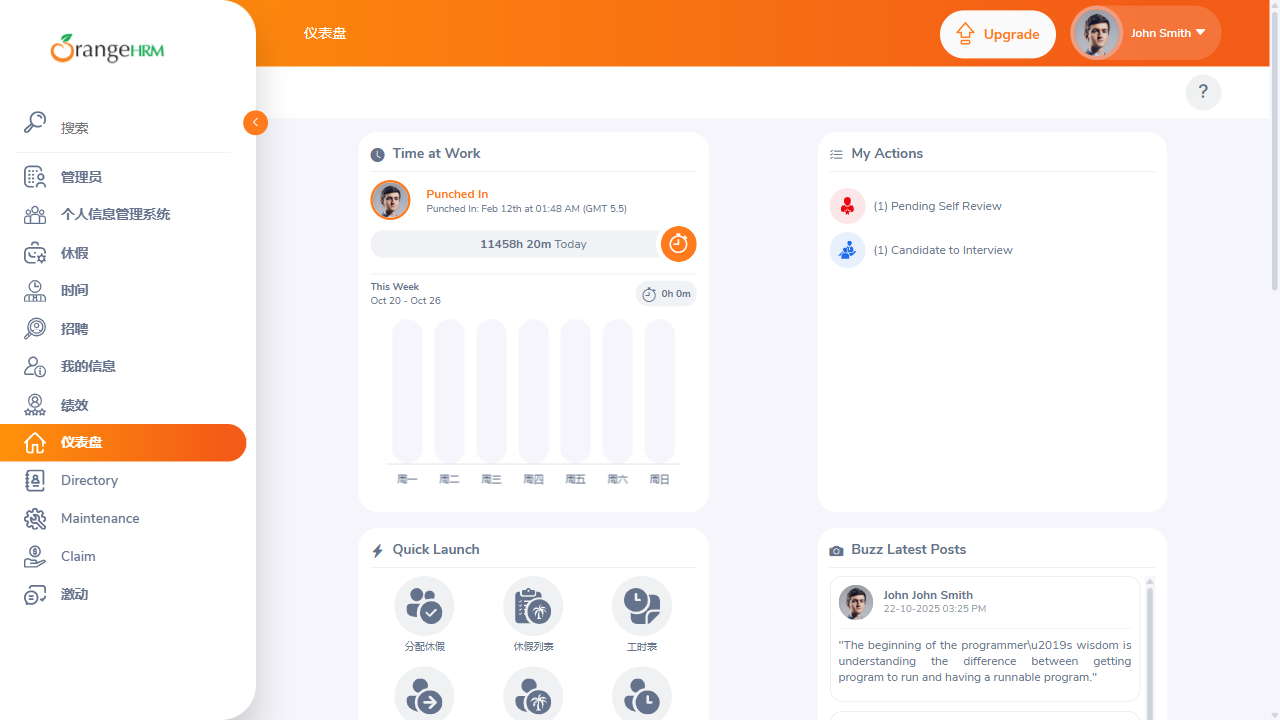 OrangeHRM
搜索
管理员
个人信息管理系统
休假
时间
招聘
我的信息
绩效
仪表盘
Directory
Maintenance
Claim
激动
仪表盘
Upgrade
John Smith
?
Time at Work
Punched In
Punched In: Feb 12th at 01:48 AM (GMT 5.5)
11458h 20m Today
This Week
Oct 20 - Oct 26
0h 0m
周一 周二 周三 周四 周五 周六 周日
My Actions
(1) Pending Self Review
(1) Candidate to Interview
Quick Launch
分配休假 休假列表 工时表
Buzz Latest Posts
John John Smith
22-10-2025 03:25 PM
"The beginning of the programmer\u2019s wisdom is
understanding the difference between getting
program to run and having a runnable program."